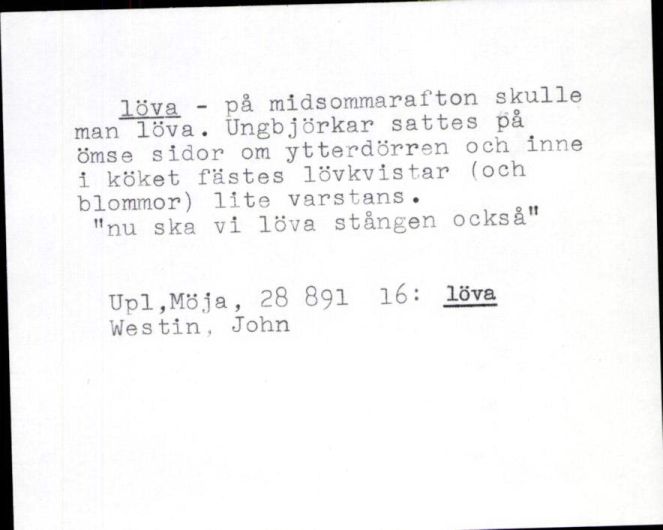 löva - på midsommarafton skulle
man löva. Ungbjörkar sattes på
ömse sidor om ytterdörren och inne
i köket fästes lövkvistar (och
blommor) lite varstans.
"nu ska vi löva stången också"
Upl,Möja, 28 891 16: löva
Westin, John